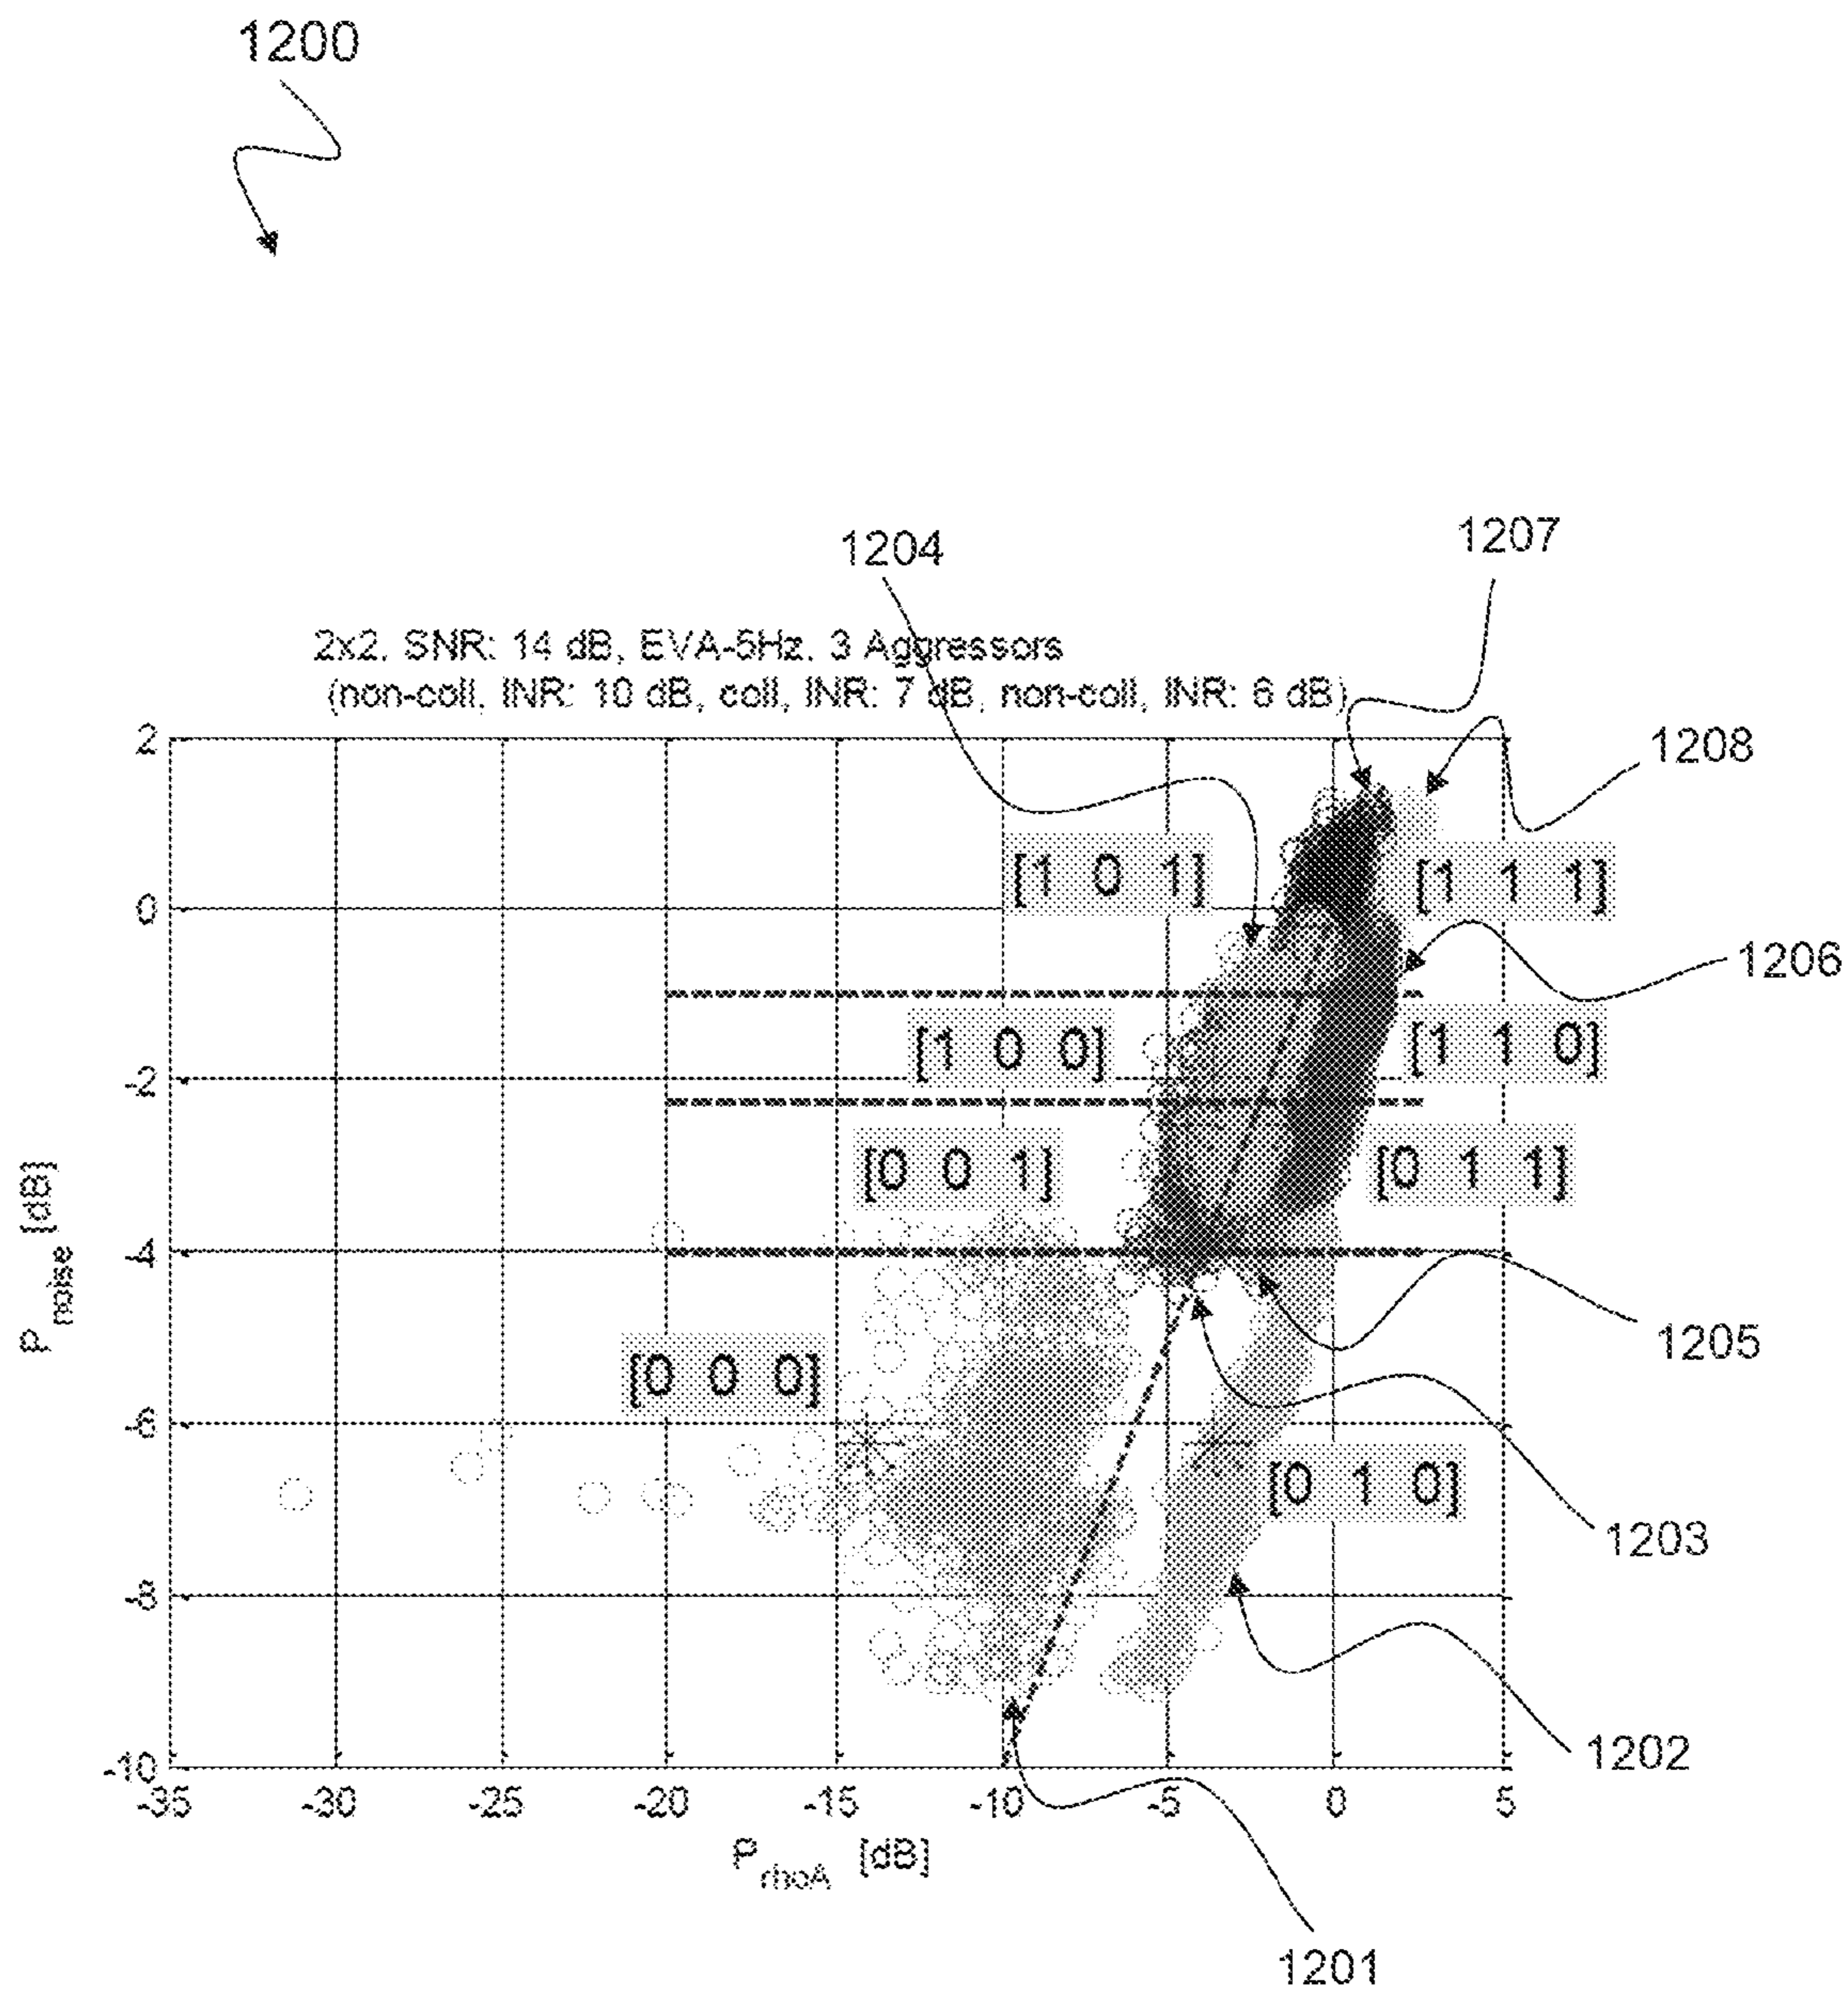 1200
1204
1207
2x2, SNR: 14 dB, EVA-5Hz, 3 Aggressors
(non-coll, INR: 10 dB, coll, INR: 7 dB, non-coll, INR: 6 dB)
1208
[1 0 1]
[1 1 1]
1206
[1 0 0]
[1 1 0]
[0 0 1]
[0 1 1]
1205
[0 0 0]
[0 1 0]
1203
1202
2
0
-2
-4
-6
-8
-10
P noise [dB]
-35 -30 -25 -20 -15 -10 -5 0 5
P rhoA [dB]
1201